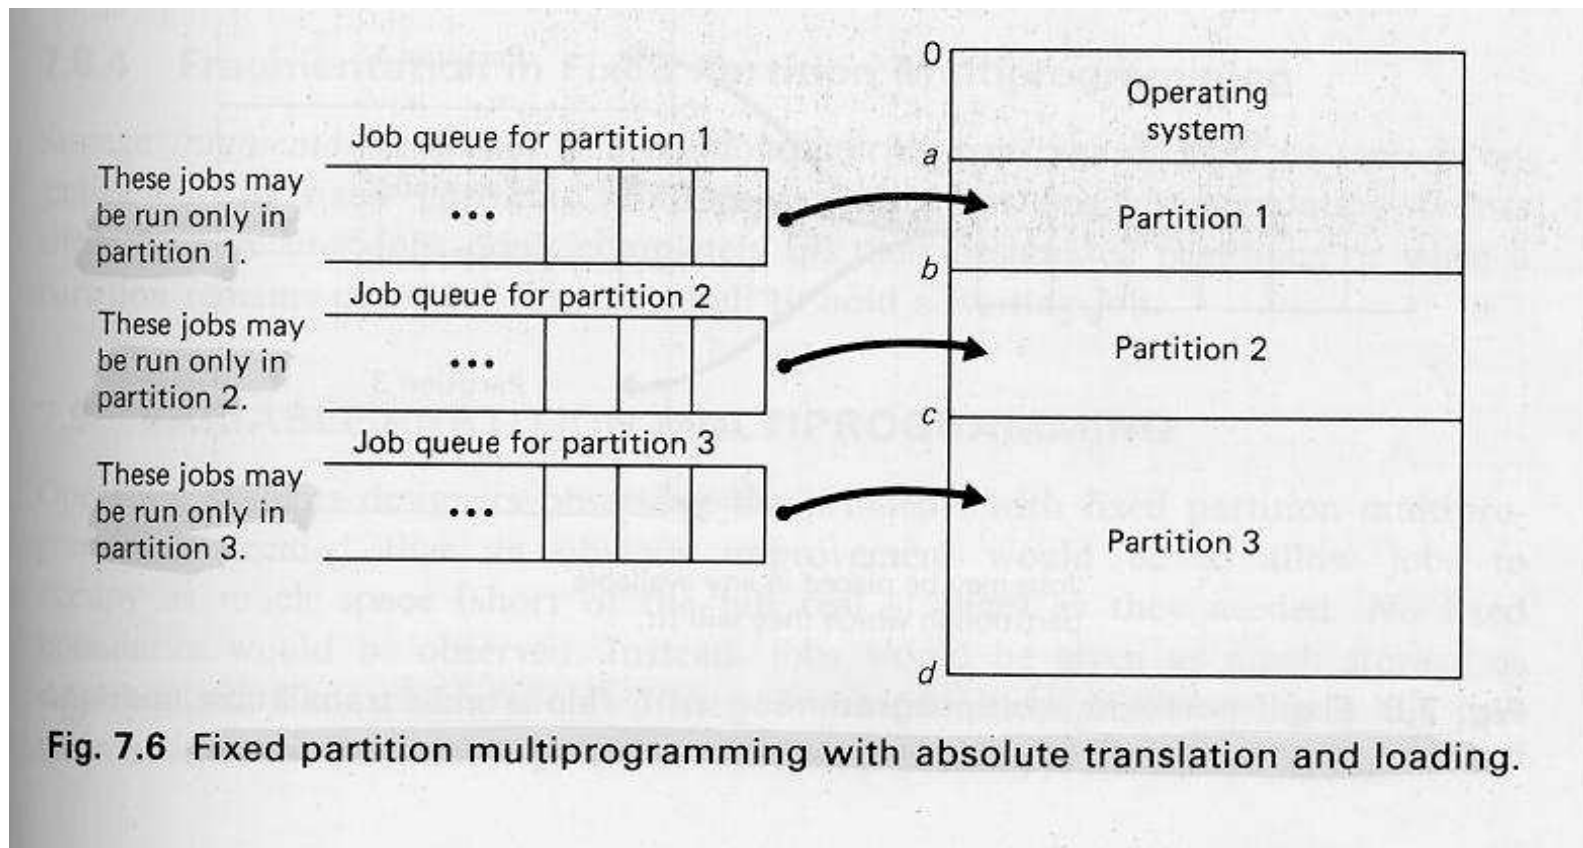 Job queue for partition 1
These jobs may
be run only in
partition 1.
...
Job queue for partition 2
These jobs may
be run only in
partition 2.
...
Job queue for partition 3
These jobs may
be run only in
partition 3.
...
0
Operating
system
a
Partition 1
b
Partition 2
c
Partition 3
d
Fig. 7.6 Fixed partition multiprogramming with absolute translation and loading.